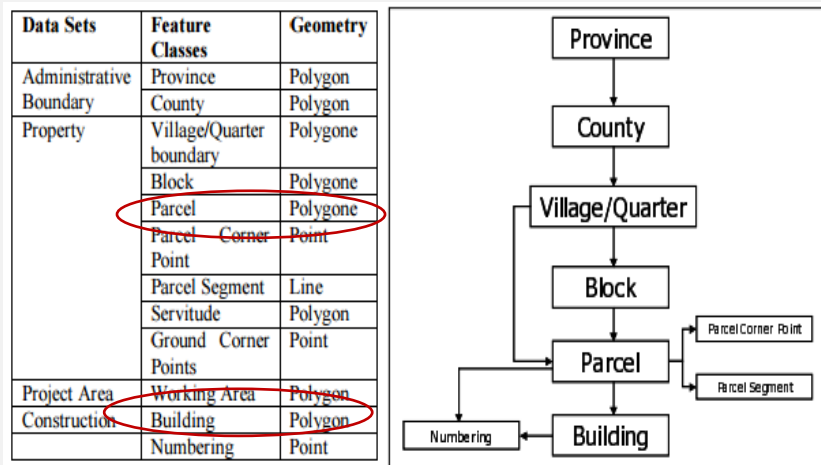 Data Sets Feature Classes Geometry
Administrative Boundary Province Polygon
County Polygon
Property Village/Quarter boundary Polygone
Block Polygone
Parcel Polygone
Parcel Corner Point Point
Parcel Segment Line
Servitude Polygon
Ground Corner Points Point
Project Area Working Area Polygon
Construction Building Polygon
Numbering Point
Province
County
Village/Quarter
Block
Parcel
Parcel Corner Point
Parcel Segment
Numbering
Building